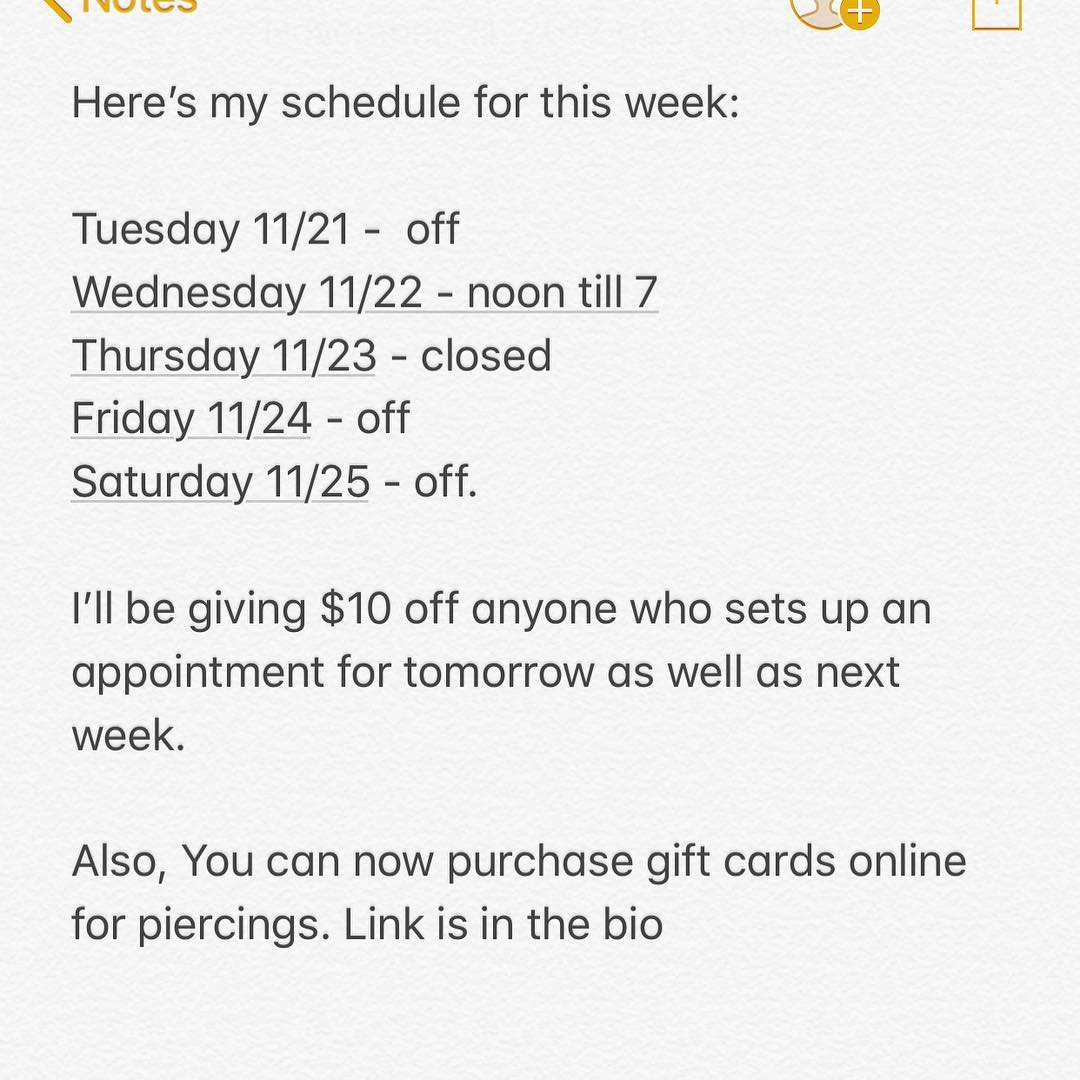 Notes
Here’s my schedule for this week:
Tuesday 11/21 -  off
Wednesday 11/22 - noon till 7
Thursday 11/23 - closed
Friday 11/24 - off
Saturday 11/25 - off.
I’ll be giving $10 off anyone who sets up an
appointment for tomorrow as well as next
week.
Also, You can now purchase gift cards online
for piercings. Link is in the bio